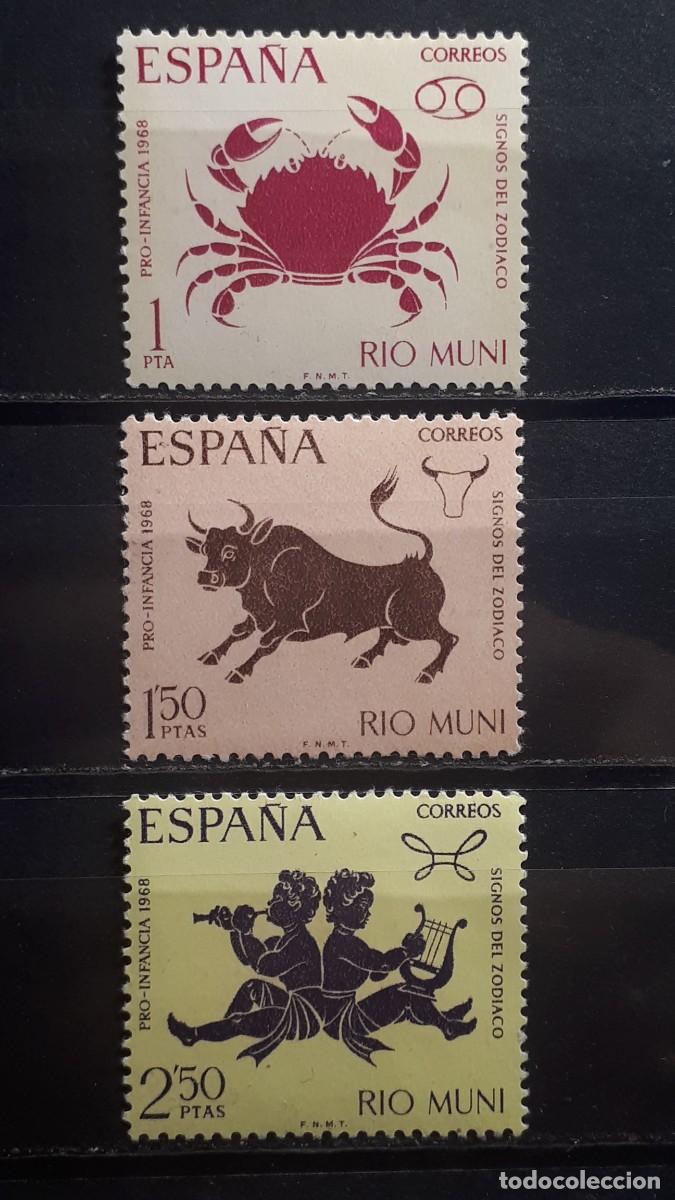 ESPAÑA
CORREOS
PRO-INFANCIA 1968
SIGNOS DEL ZODIACO
1
PTA
RIO MUNI
F.N.M.T.
ESPAÑA
CORREOS
PRO-INFANCIA 1968
SIGNOS DEL ZODIACO
1'50
PTAS
RIO MUNI
F.N.M.T.
ESPAÑA
CORREOS
PRO-INFANCIA 1968
SIGNOS DEL ZODIACO
2'50
PTAS
RIO MUNI
F.N.M.T.
todocoleccion